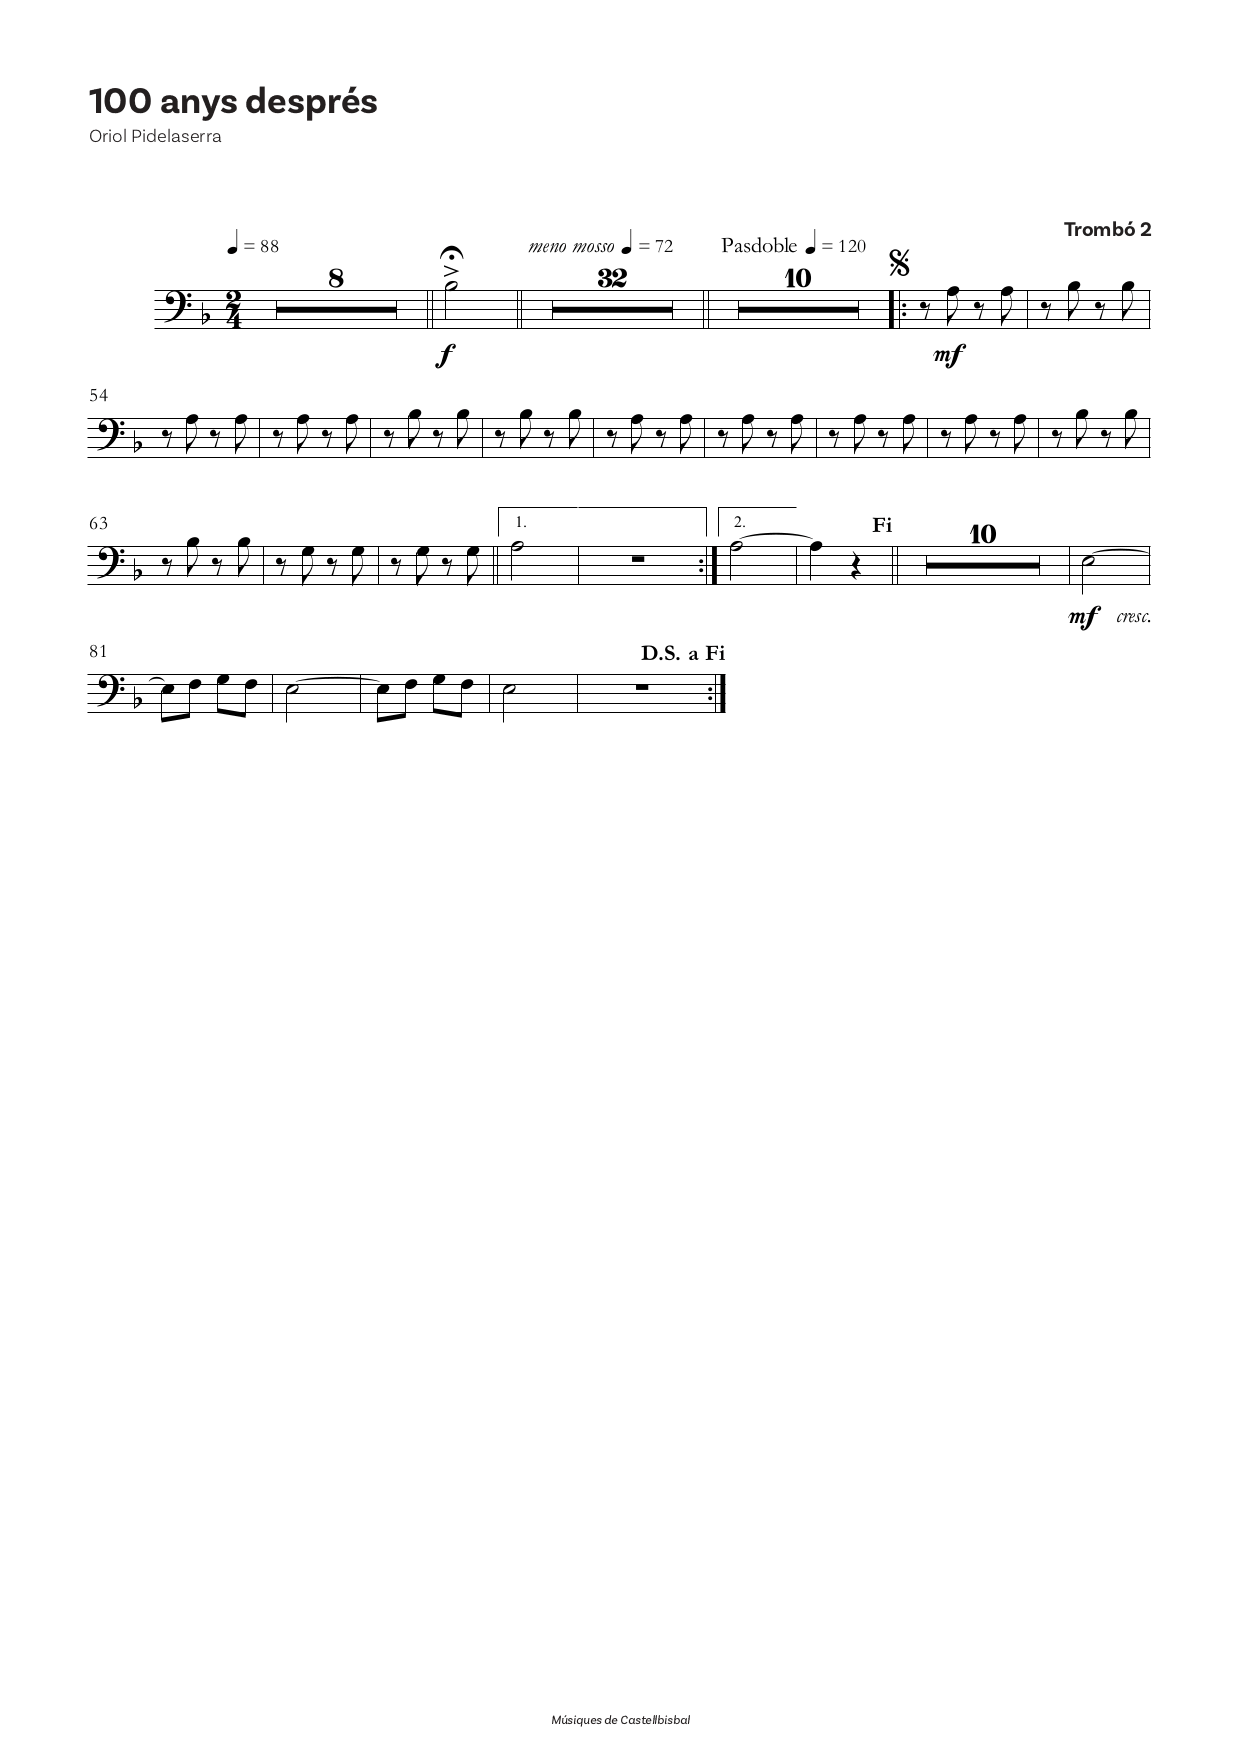 100 anys després
Oriol Pidelaserra
Trombó 2
= 88
meno mosso = 72
Pasdoble = 120
8
32
10
2
4
f
mf
54
63
1.
2.
Fi
10
mf cresc.
81
D.S. a Fi
Músiques de Castellbisbal